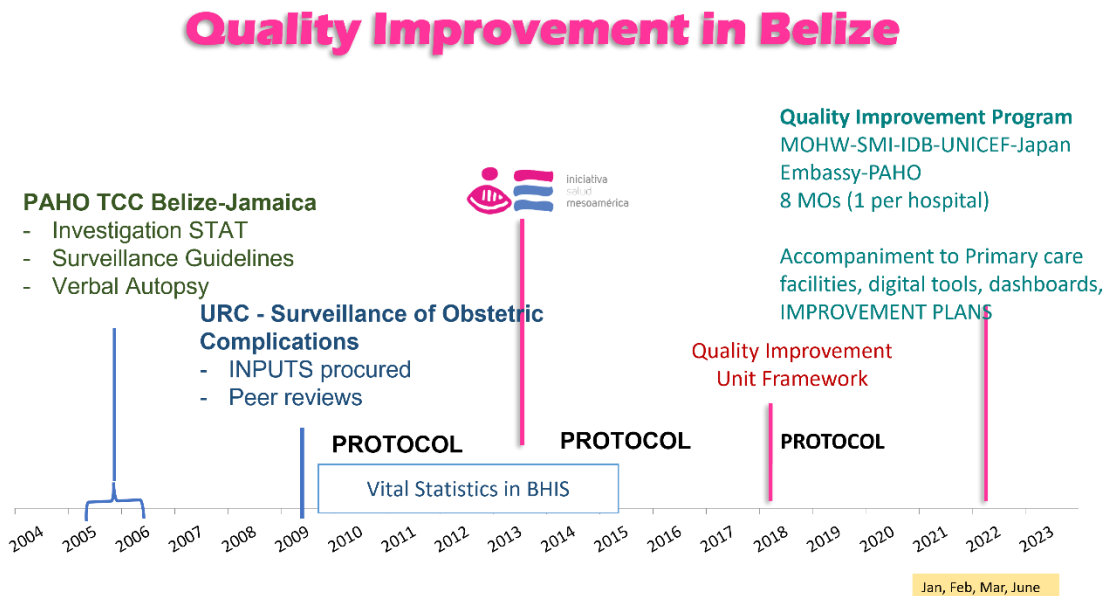 Quality Improvement in Belize
Quality Improvement Program
MOHW-SMI-IDB-UNICEF-Japan
Embassy-PAHO
8 MOs (1 per hospital)
Accompaniment to Primary care
facilities, digital tools, dashboards,
IMPROVEMENT PLANS
iniciativa
salud
mesoamérica
PAHO TCC Belize-Jamaica
- Investigation STAT
- Surveillance Guidelines
- Verbal Autopsy
URC - Surveillance of Obstetric
Complications
- INPUTS procured
- Peer reviews
Quality Improvement
Unit Framework
PROTOCOL
PROTOCOL
PROTOCOL
Vital Statistics in BHIS
2004 2005 2006 2007 2008 2009 2010 2011 2012 2013 2014 2015 2016 2017 2018 2019 2020 2021 2022 2023
Jan, Feb, Mar, June